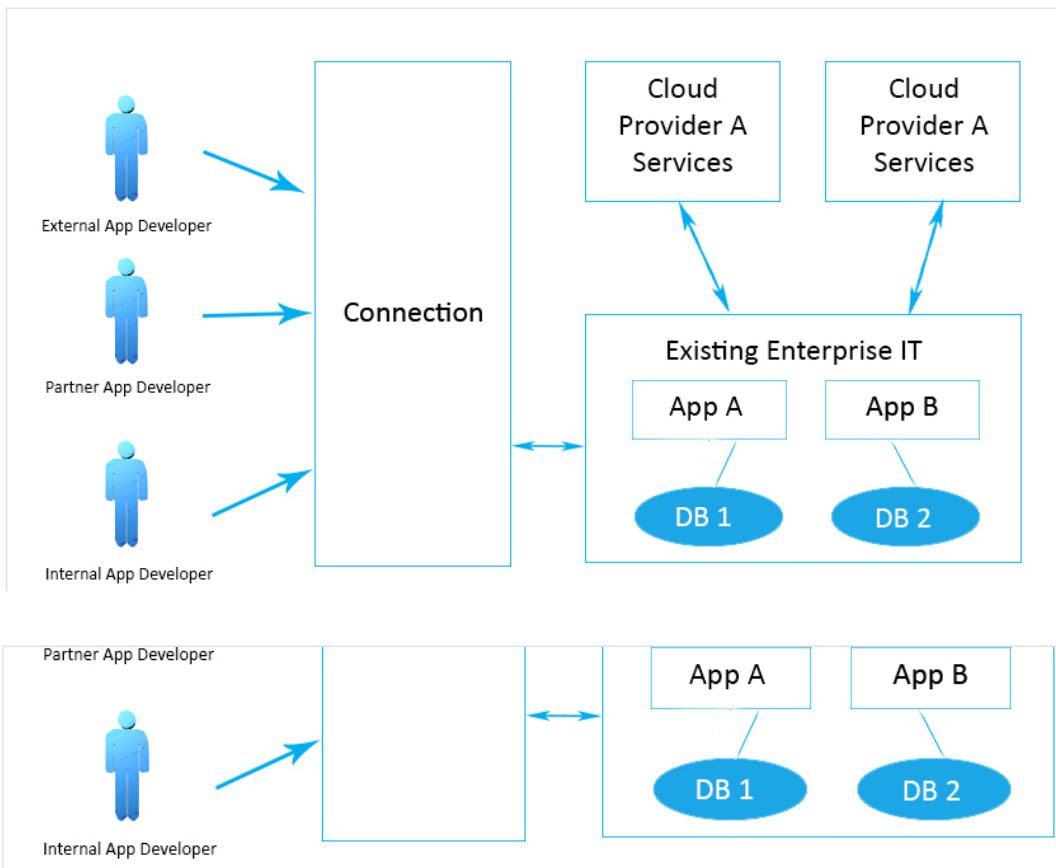 Cloud
Provider A
Services
Cloud
Provider A
Services
External App Developer
Connection
Partner App Developer
Existing Enterprise IT
App A
App B
DB 1
DB 2
Internal App Developer
Partner App Developer
App A
App B
DB 1
DB 2
Internal App Developer